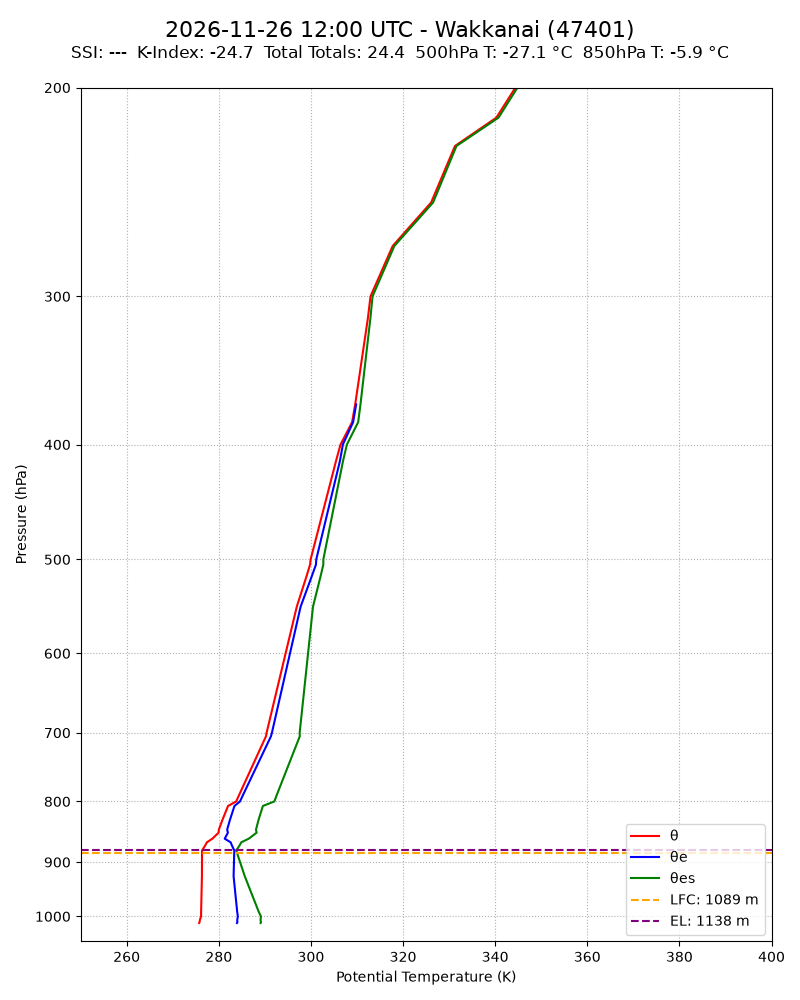 2026-11-26 12:00 UTC - Wakkanai (47401)
SSI: --- K-Index: -24.7 Total Totals: 24.4 500hPa T: -27.1 °C 850hPa T: -5.9 °C
200
300
400
500
600
700
800
900
1000
Pressure (hPa)
θ
θe
θes
LFC: 1089 m
EL: 1138 m
260 280 300 320 340 360 380 400
Potential Temperature (K)